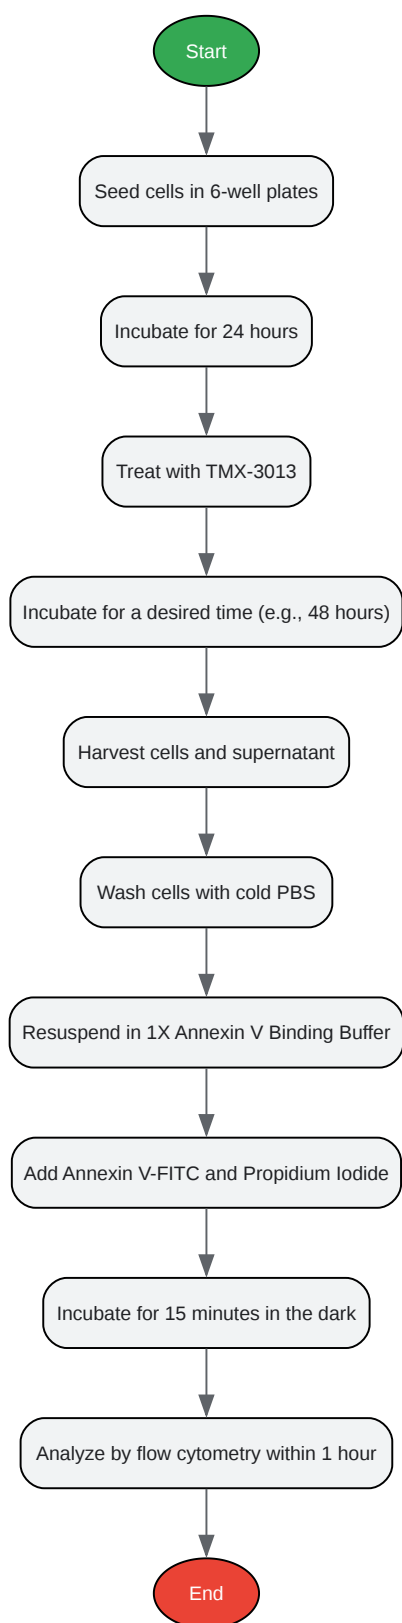 Start
Seed cells in 6-well plates
Incubate for 24 hours
Treat with TMX-3013
Incubate for a desired time (e.g., 48 hours)
Harvest cells and supernatant
Wash cells with cold PBS
Resuspend in 1X Annexin V Binding Buffer
Add Annexin V-FITC and Propidium Iodide
Incubate for 15 minutes in the dark
Analyze by flow cytometry within 1 hour
End